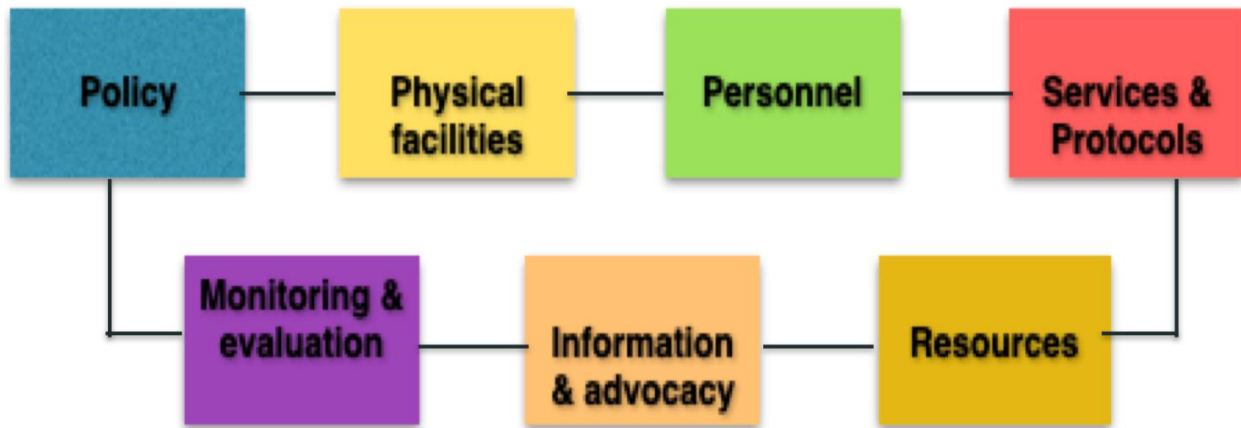 Policy
Physical
facilities
Personnel
Services &
Protocols
Monitoring &
evaluation
Information
& advocacy
Resources